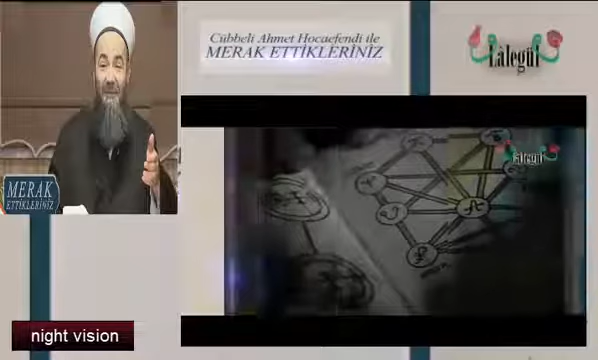 Cübbeli Ahmet Hocaefendi ile
MERAK ETTİKLERİNİZ
Lâlegül
Lâlegül
MERAK
ETTİKLERİNİZ
night vision